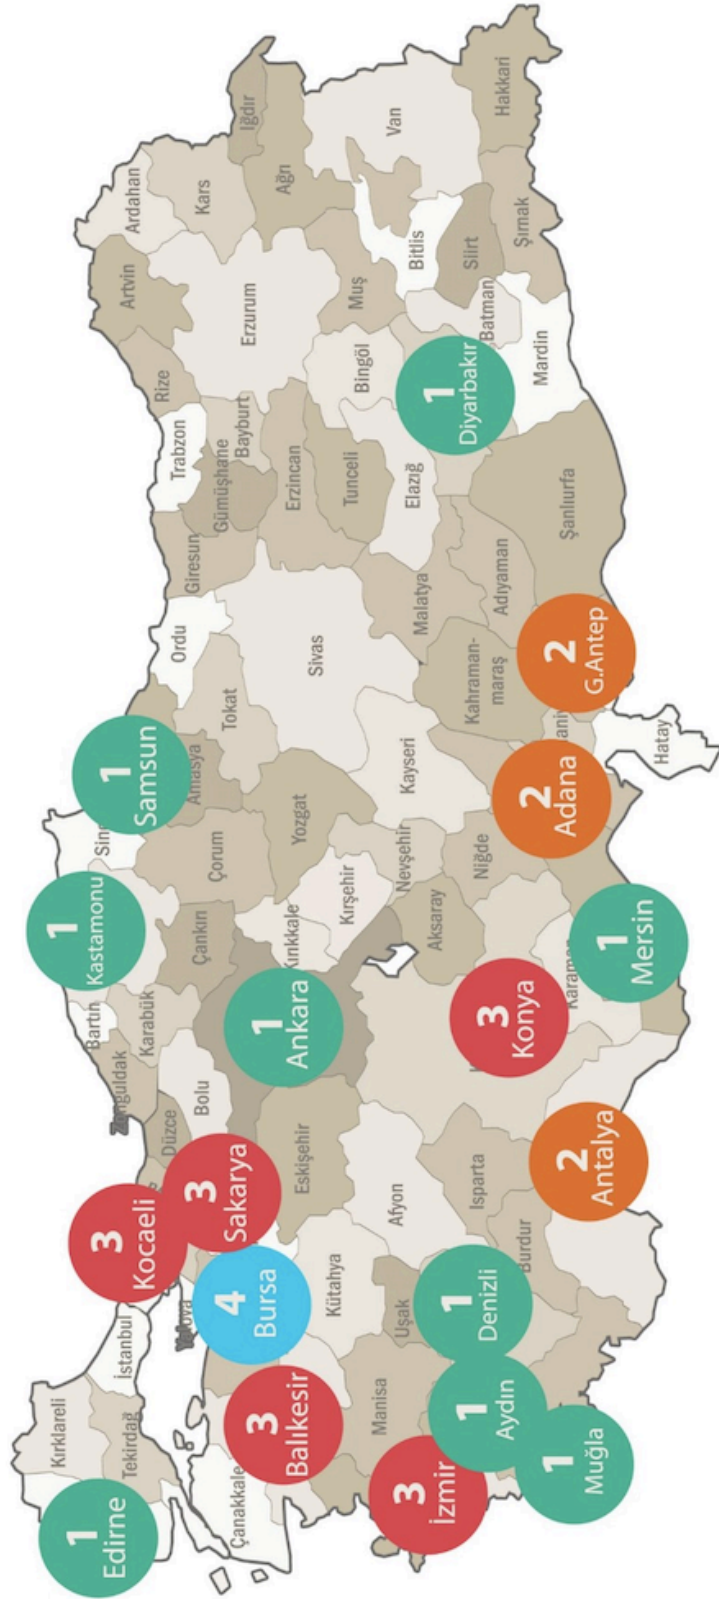 Kırklareli
1
Edirne
Tekirdağ
İstanbul
Çanakkale
3
Kocaeli
3
Sakarya
4
Bursa
3
Balıkesir
Düzce
Bolu
Zonguldak
Bartın
Karabük
1
Kastamonu
Çankırı
1
Ankara
Eskişehir
Kütahya
Manisa
Uşak
Afyon
3
İzmir
1
Aydın
1
Muğla
1
Denizli
Burdur
Isparta
2
Antalya
3
Konya
Karaman
1
Mersin
Aksaray
Niğde
Nevşehir
Kırşehir
Yozgat
Çorum
Amasya
1
Samsun
Tokat
Ordu
Sivas
Kayseri
2
Adana
Hatay
2
G.Antep
Kahraman-
maraş
Malatya
Adıyaman
Şanlıurfa
Giresun
Gümüşhane
Trabzon
Bayburt
Rize
Artvin
Ardahan
Kars
Iğdır
Ağrı
Erzurum
Erzincan
Tunceli
Bingöl
Elazığ
Muş
1
Diyarbakır
Batman
Mardin
Bitlis
Siirt
Şırnak
Van
Hakkari